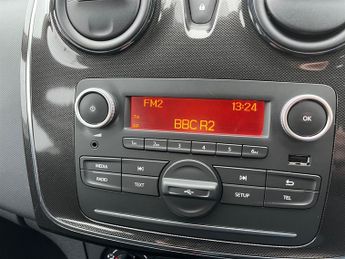 FM2 13:24
BBC R2
OK
1 2 3 4 5 6
MEDIA
RADIO TEXT SETUP TEL